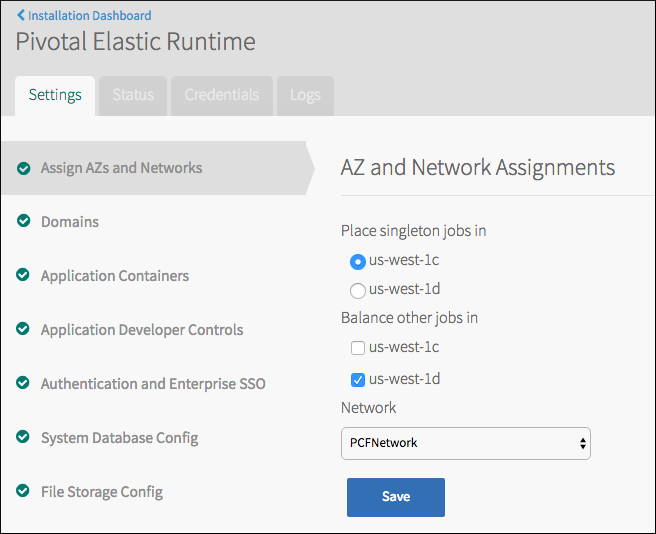 Installation Dashboard
Pivotal Elastic Runtime
Settings
Status
Credentials
Logs
Assign AZs and Networks
Domains
Application Containers
Application Developer Controls
Authentication and Enterprise SSO
System Database Config
File Storage Config
AZ and Network Assignments
Place singleton jobs in
us-west-1c
us-west-1d
Balance other jobs in
us-west-1c
us-west-1d
Network
PCFNetwork
Save